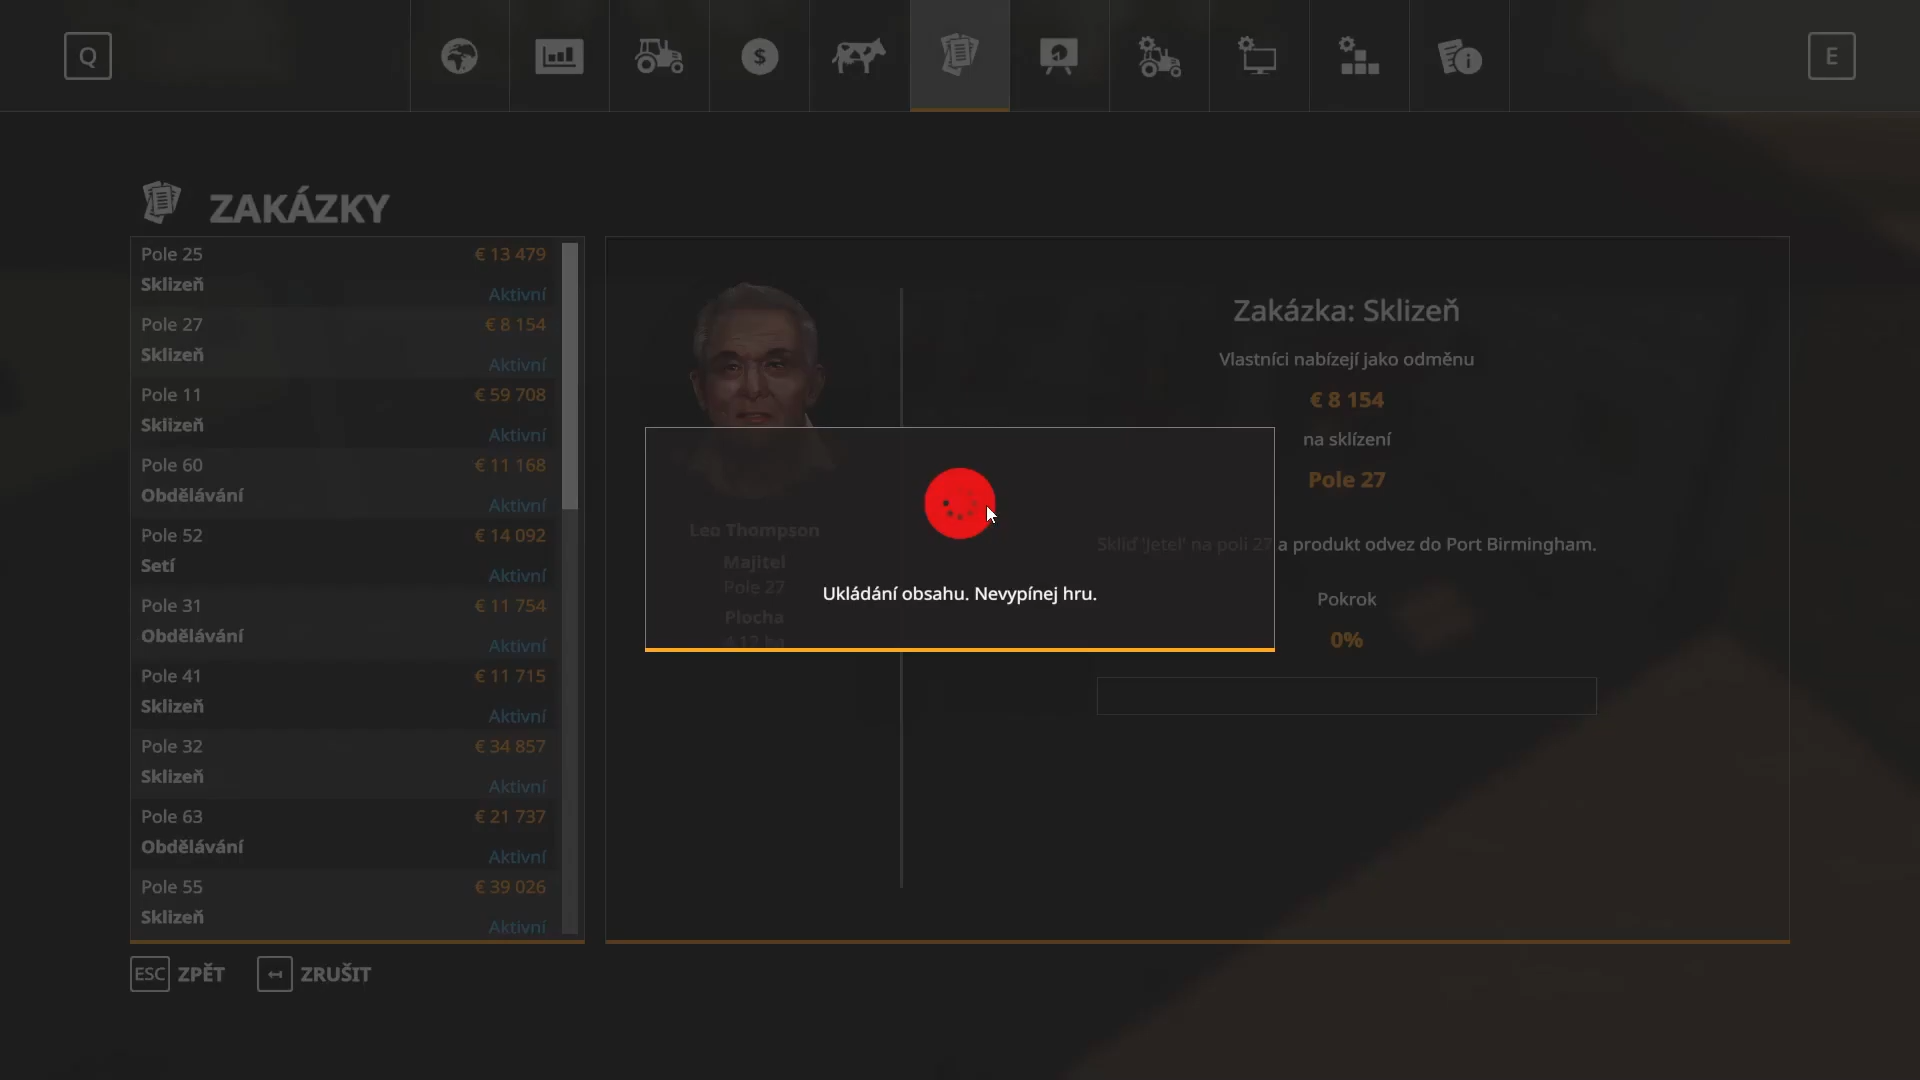 Q
$
E
ZAKÁZKY
Pole 25 € 13 479
Sklizeň Aktivní
Pole 27 € 8 154
Sklizeň Aktivní
Pole 11 € 59 708
Sklizeň Aktivní
Pole 60 € 11 168
Obdělávání Aktivní
Pole 52 € 14 092
Setí Aktivní
Pole 31 € 11 754
Obdělávání Aktivní
Pole 41 € 11 715
Sklizeň Aktivní
Pole 32 € 34 857
Sklizeň Aktivní
Pole 63 € 21 737
Obdělávání Aktivní
Pole 55 € 39 026
Sklizeň Aktivní
Leo Thompson
Majitel
Pole 27
Plocha
4.13 ha
Zakázka: Sklizeň
Vlastníci nabízejí jako odměnu
€ 8 154
na sklízení
Pole 27
Skliď 'Jetel' na poli 27 a produkt odvez do Port Birmingham.
Pokrok
0%
Ukládání obsahu. Nevypínej hru.
ESC ZPĚT
ZRUŠIT